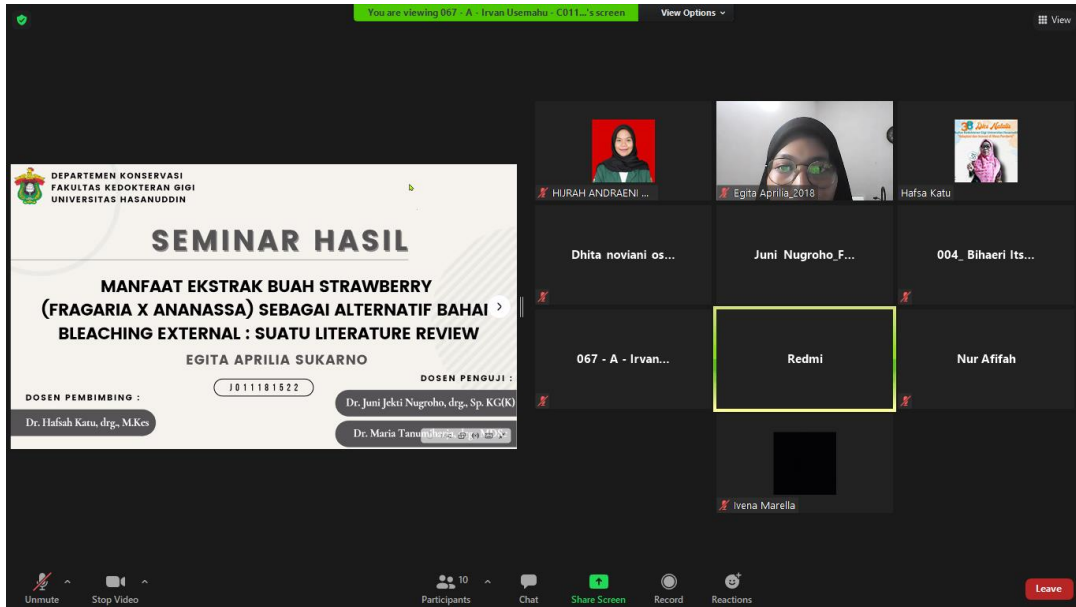 You are viewing 067 - A - Irvan Usemahu - C011...'s screen
View Options
View
DEPARTEMEN KONSERVASI
FAKULTAS KEDOKTERAN GIGI
UNIVERSITAS HASANUDDIN
SEMINAR HASIL
MANFAAT EKSTRAK BUAH STRAWBERRY
(FRAGARIA X ANANASSA) SEBAGAI ALTERNATIF BAHA
BLEACHING EXTERNAL : SUATU LITERATURE REVIEW
EGITA APRILIA SUKARNO
J011181522
DOSEN PEMBIMBING :
Dr. Hafsah Katu, drg., M.Kes
DOSEN PENGUJI :
Dr. Juni Jekti Nugroho, drg., Sp. KG(K)
Dr. Maria
HIJRAH ANDRAENI ...
Egita Aprilia_2018
38
Hafsa Katu
Dhita noviani os...
Juni Nugroho_F...
004_ Bihaeri Its...
067 - A - Irvan...
Redmi
Nur Afifah
Ivena Marella
Unmute
Stop Video
Participants
10
Chat
Share Screen
Record
Reactions
Leave